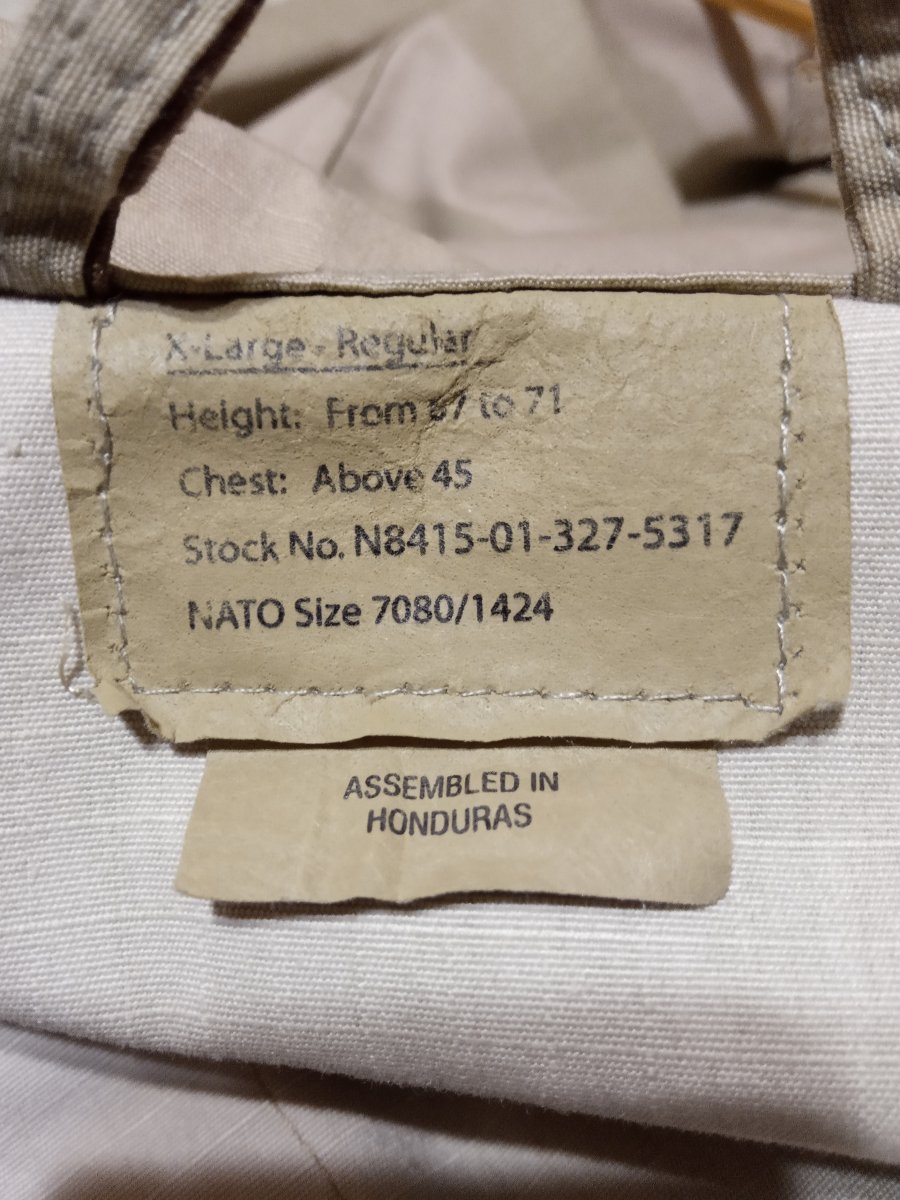 X-Large - Regular
Height: From 67 to 71
Chest: Above 45
Stock No. N8415-01-327-5317
NATO Size 7080/1424
ASSEMBLED IN
HONDURAS